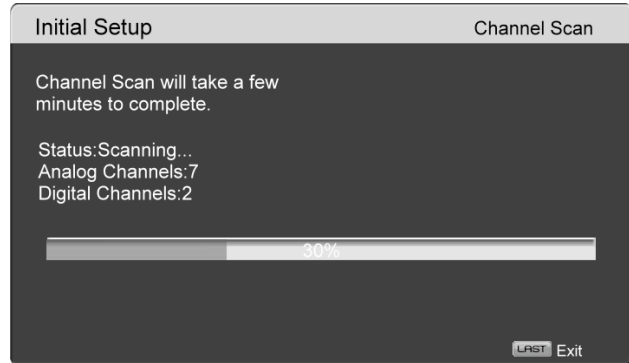 Initial Setup
Channel Scan
Channel Scan will take a few
minutes to complete.
Status:Scanning...
Analog Channels:7
Digital Channels:2
30%
LAST Exit